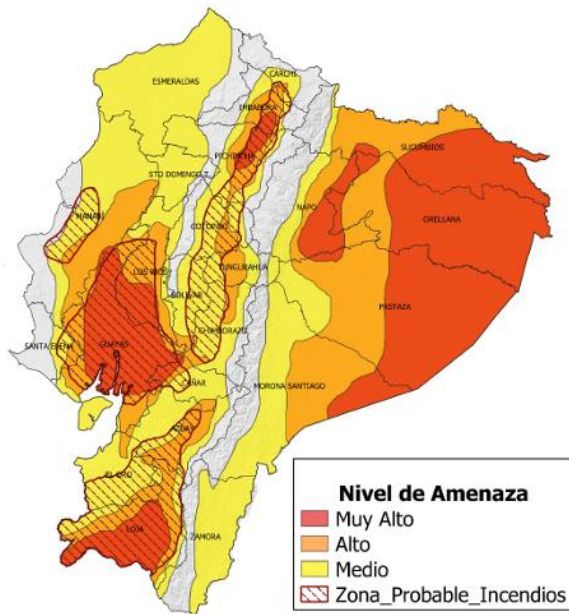 CARCHI
ESMERALDAS
IMBABURA
SUCUMBIOS
PICHINCHA
STO DOMINGO T.
NAPO
ORELLANA
MANABI
COTOPAXI
LOS RIOS
TUNGURAHUA
BOLIVAR
PASTAZA
CHIMBORAZO
SANTA ELENA
GUAYAS
CAÑAR
MORONA SANTIAGO
AZUAY
EL ORO
LOJA
ZAMORA
Nivel de Amenaza
Muy Alto
Alto
Medio
Zona_Probable_Incendios